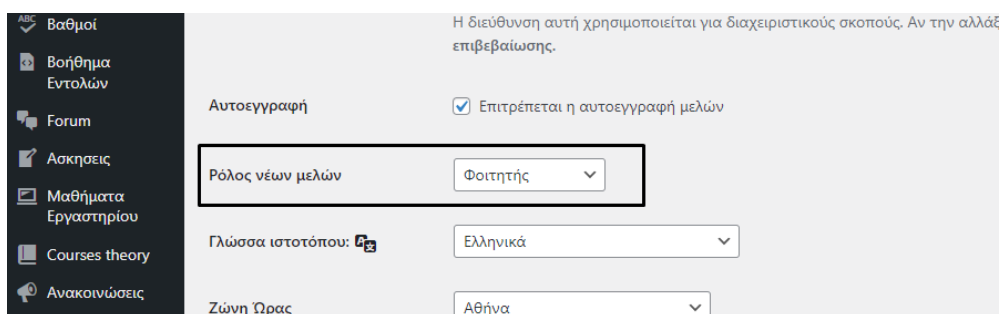 ABC
Βαθμοί
Βοήθημα
Εντολών
Forum
Ασκησεις
Μαθήματα
Εργαστηρίου
Courses theory
Ανακοινώσεις
Η διεύθυνση αυτή χρησιμοποιείται για διαχειριστικούς σκοπούς. Αν την αλλάξ
επιβεβαίωσης.
Αυτοεγγραφή
Επιτρέπεται η αυτοεγγραφή μελών
Ρόλος νέων μελών
Φοιτητής
Γλώσσα ιστοτόπου:
Ελληνικά
Ζώνη Ώρας
Αθήνα